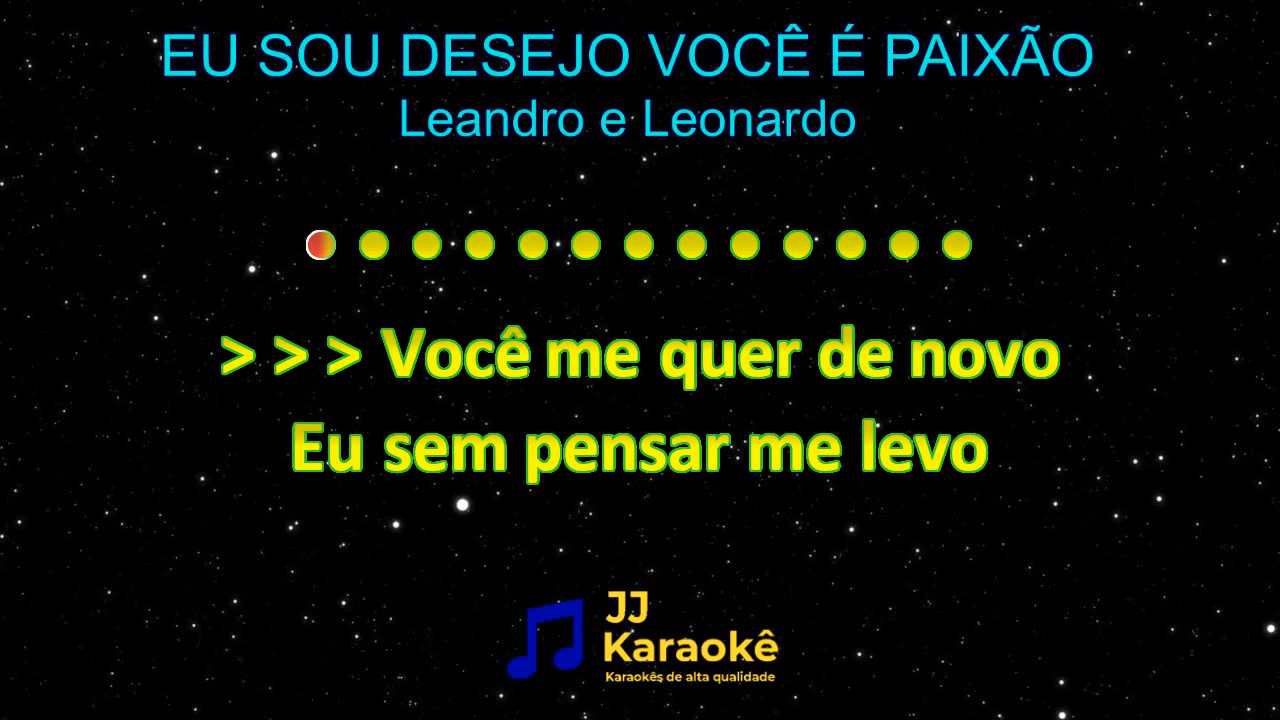 EU SOU DESEJO VOCÊ É PAIXÃO
Leandro e Leonardo
> > > Você me quer de novo
Eu sem pensar me levo
JJ
Karaokê
Karaokês de alta qualidade